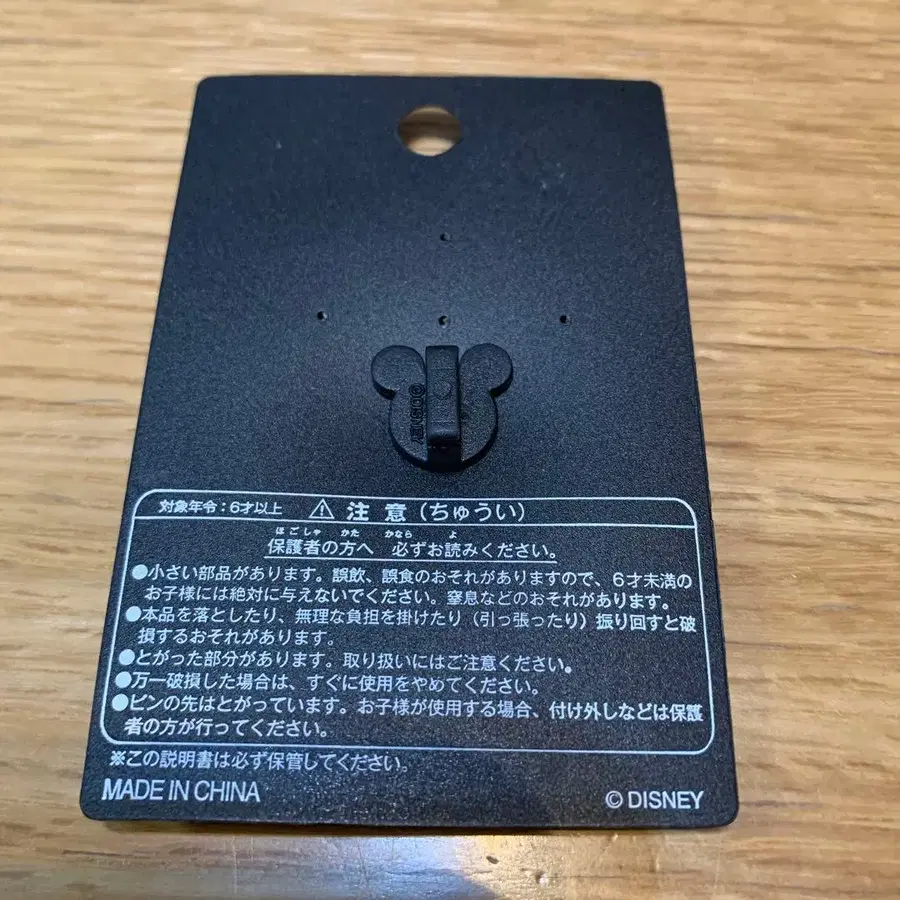 ©DISNEY
対象年令：6才以上 ⚠ 注意（ちゅうい）
ほごしゃ かた かなら よ
保護者の方へ 必ずお読みください。
●小さい部品があります。誤飲、誤食のおそれがありますので、6才未満の
お子様には絶対に与えないでください。窒息などのおそれがあります。
●本品を落としたり、無理な負担を掛けたり（引っ張ったり）振り回すと破
損するおそれがあります。
●とがった部分があります。取り扱いにはご注意ください。
●万一破損した場合は、すぐに使用をやめてください。
●ピンの先はとがっています。お子様が使用する場合、付け外しなどは保護
者の方が行ってください。
※この説明書は必ず保管してください。
MADE IN CHINA
© DISNEY